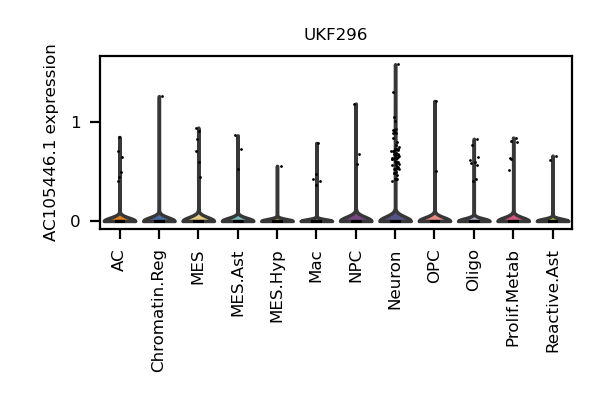 UKF296
AC105446.1 expression
1
0
AC
Chromatin.Reg
MES
MES.Ast
MES.Hyp
Mac
NPC
Neuron
OPC
Oligo
Prolif.Metab
Reactive.Ast